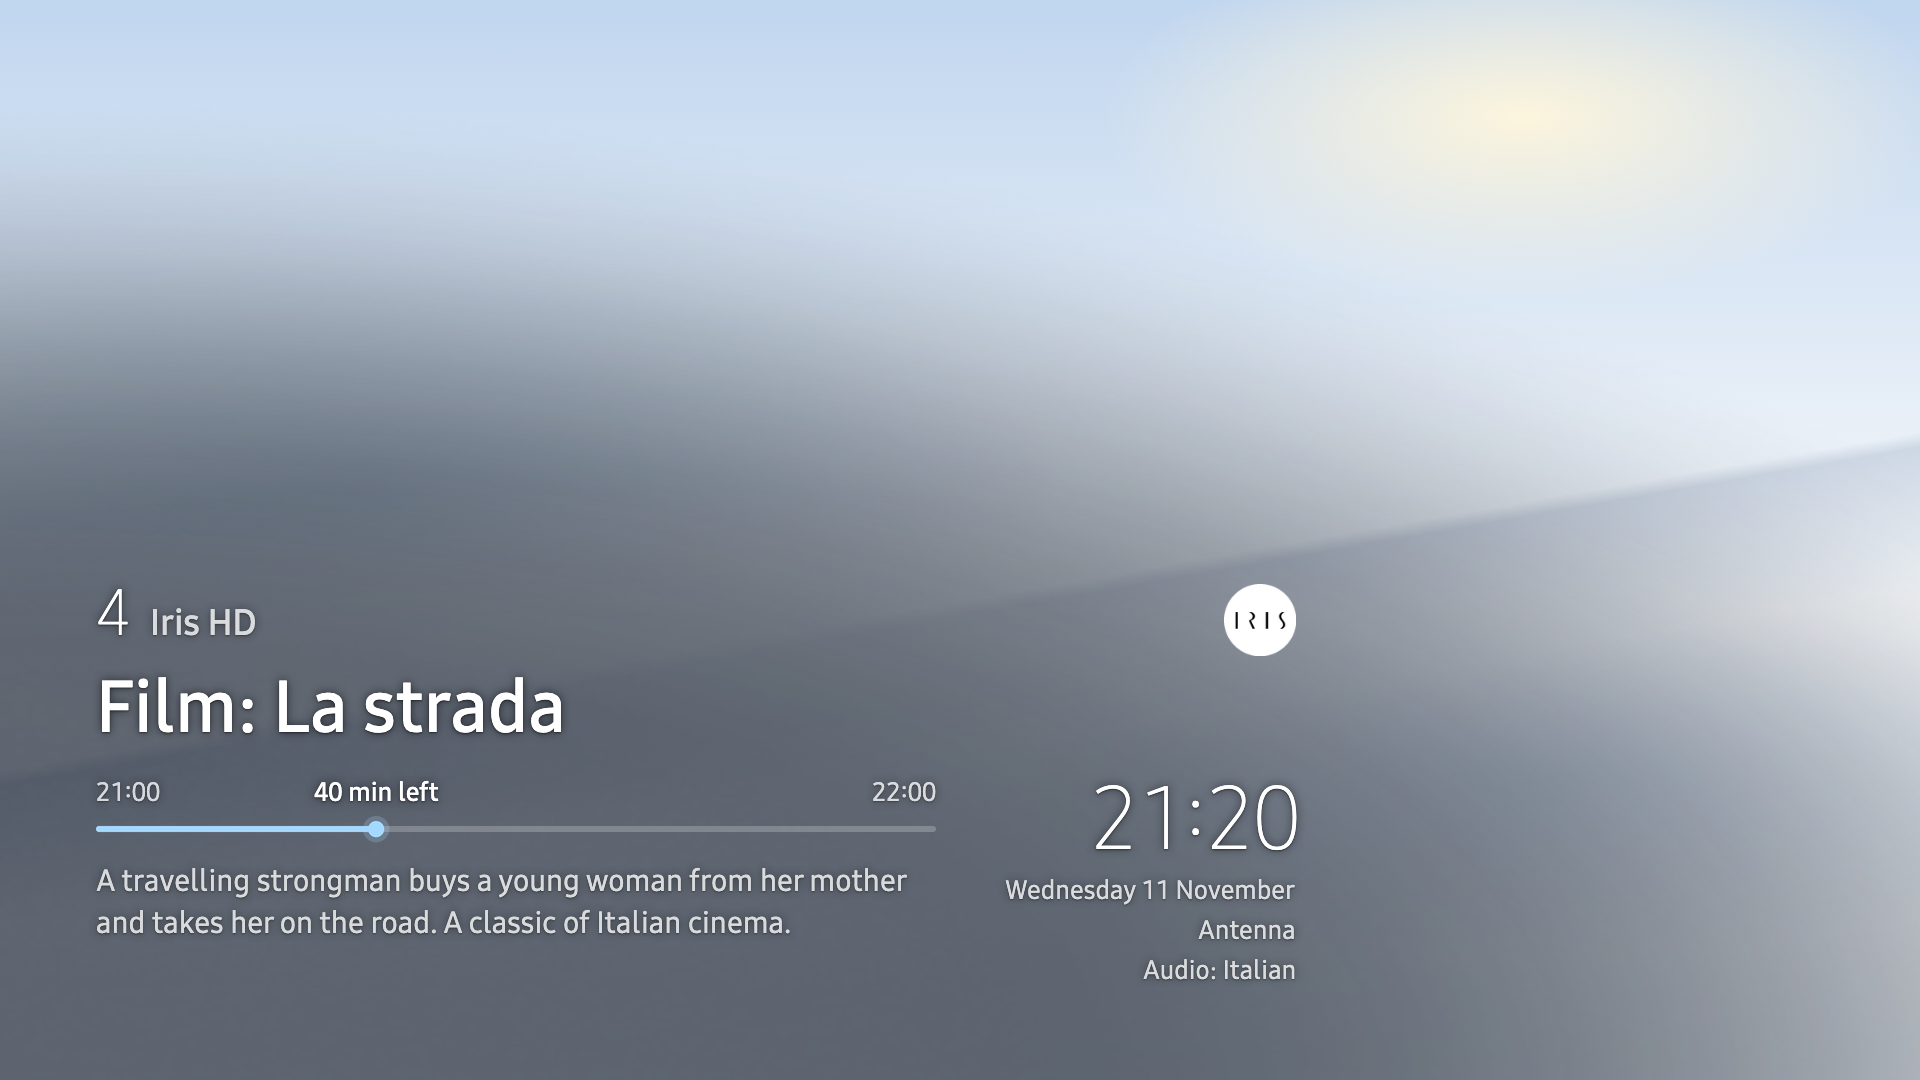 4 Iris HD
IRIS
Film: La strada
21:00 40 min left 22:00
A travelling strongman buys a young woman from her mother
and takes her on the road. A classic of Italian cinema.
21:20
Wednesday 11 November
Antenna
Audio: Italian